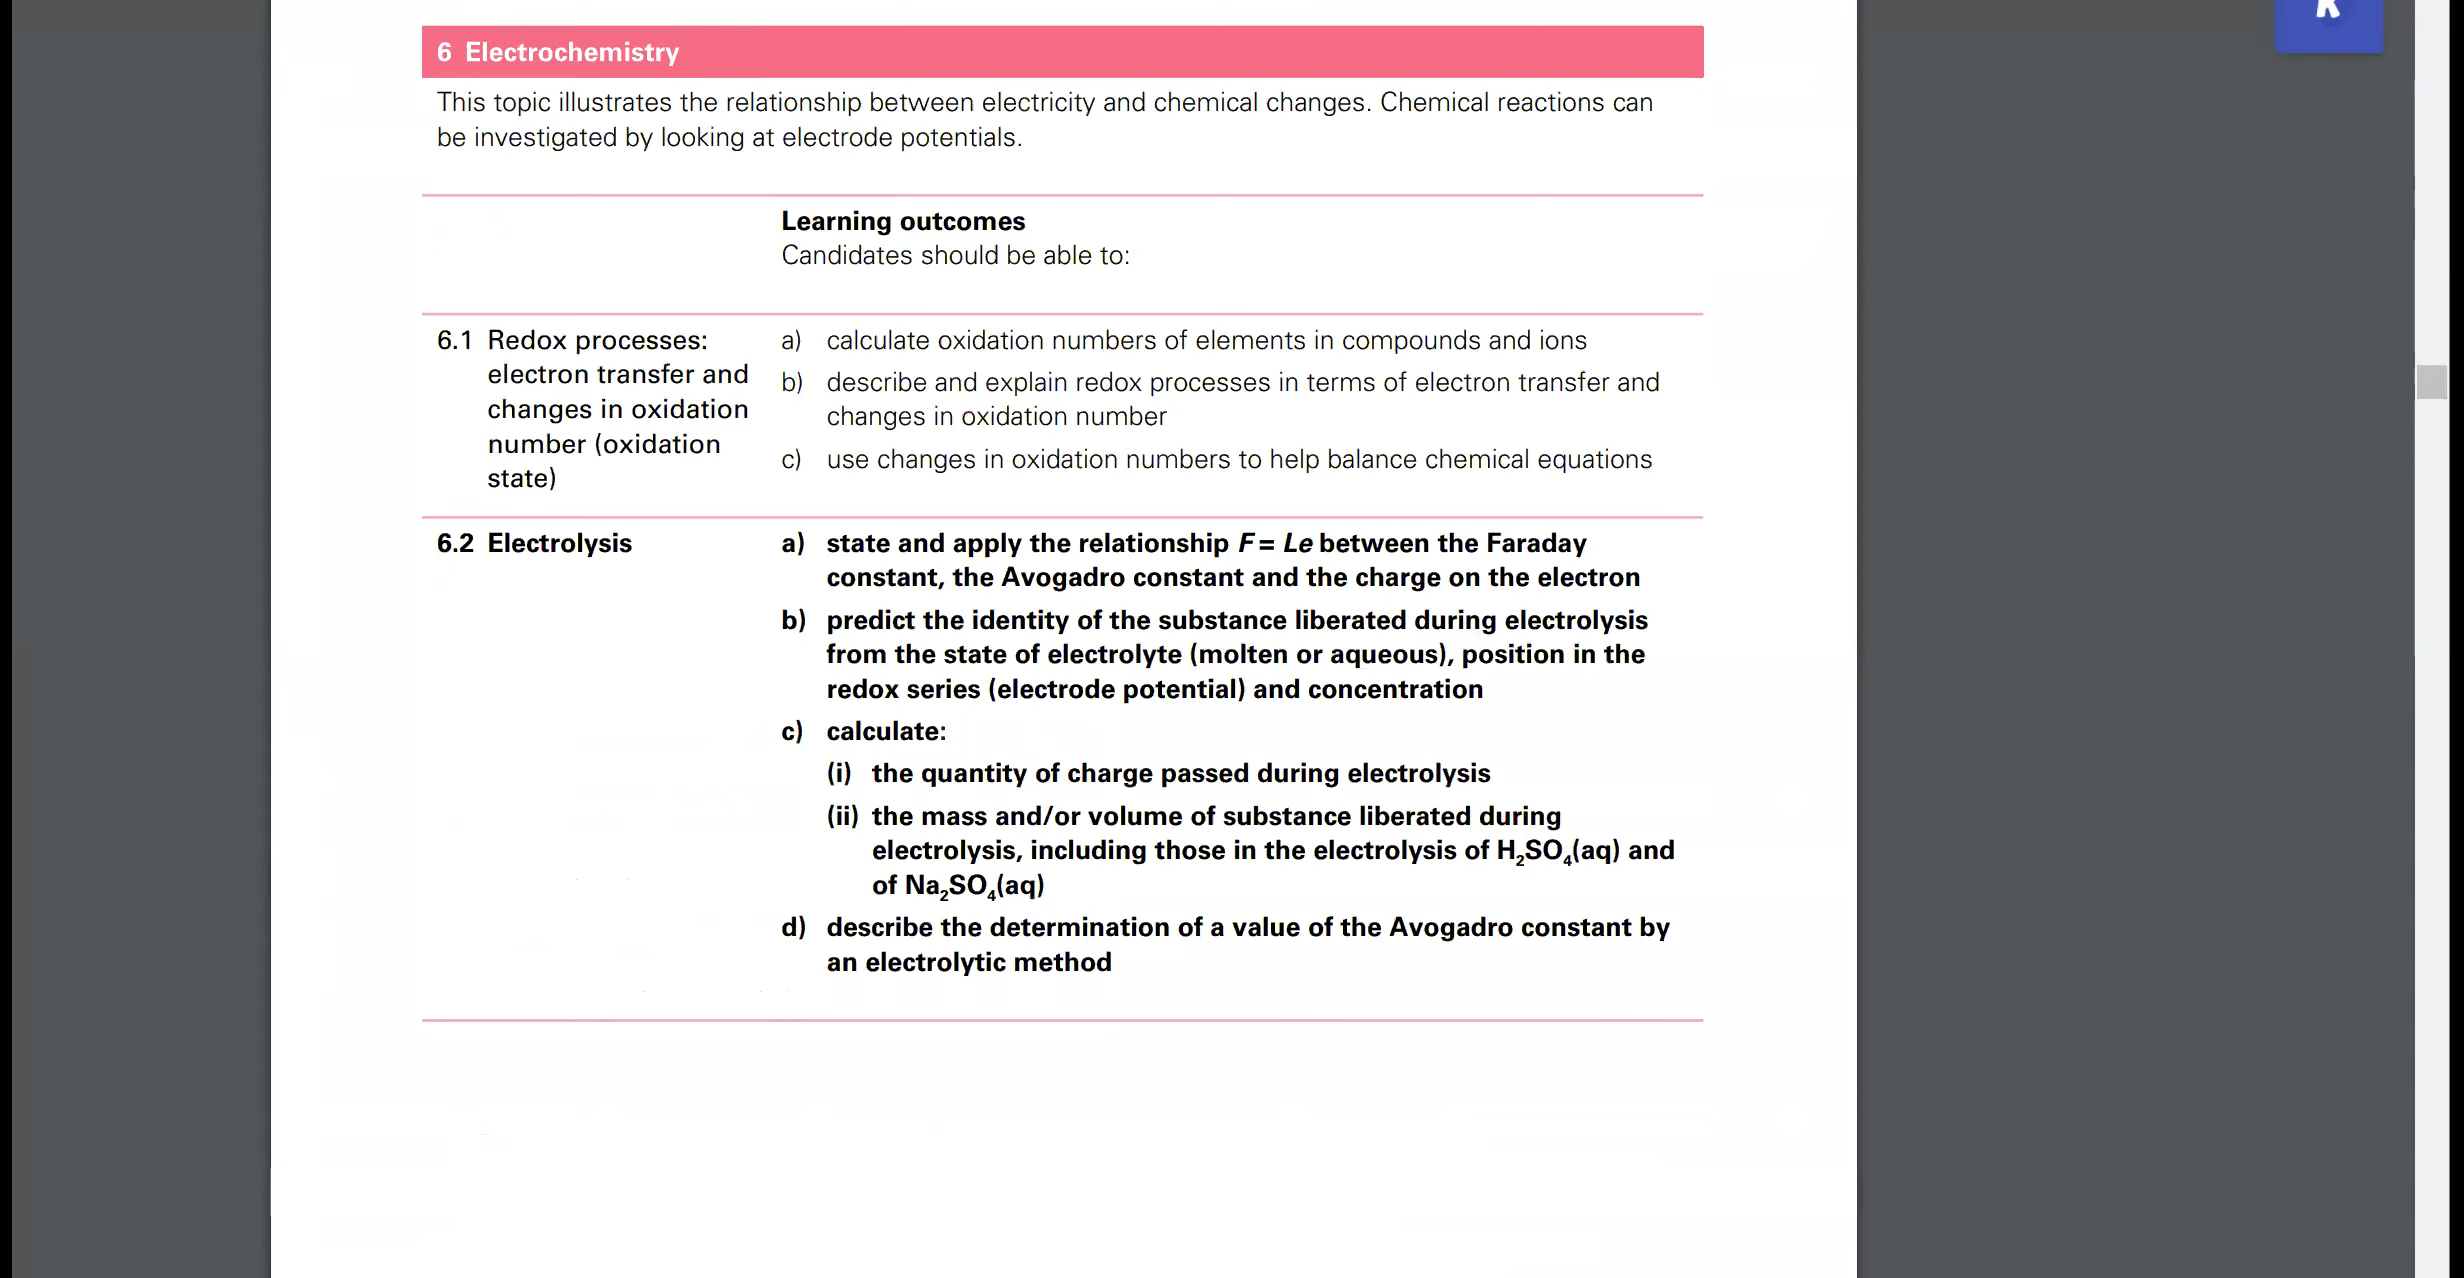 6 Electrochemistry
This topic illustrates the relationship between electricity and chemical changes. Chemical reactions can
be investigated by looking at electrode potentials.
Learning outcomes
Candidates should be able to:
6.1 Redox processes:
electron transfer and
changes in oxidation
number (oxidation
state)
a) calculate oxidation numbers of elements in compounds and ions
b) describe and explain redox processes in terms of electron transfer and
changes in oxidation number
c) use changes in oxidation numbers to help balance chemical equations
6.2 Electrolysis
a) state and apply the relationship F = Le between the Faraday
constant, the Avogadro constant and the charge on the electron
b) predict the identity of the substance liberated during electrolysis
from the state of electrolyte (molten or aqueous), position in the
redox series (electrode potential) and concentration
c) calculate:
(i) the quantity of charge passed during electrolysis
(ii) the mass and/or volume of substance liberated during
electrolysis, including those in the electrolysis of H₂SO₄(aq) and
of Na₂SO₄(aq)
d) describe the determination of a value of the Avogadro constant by
an electrolytic method